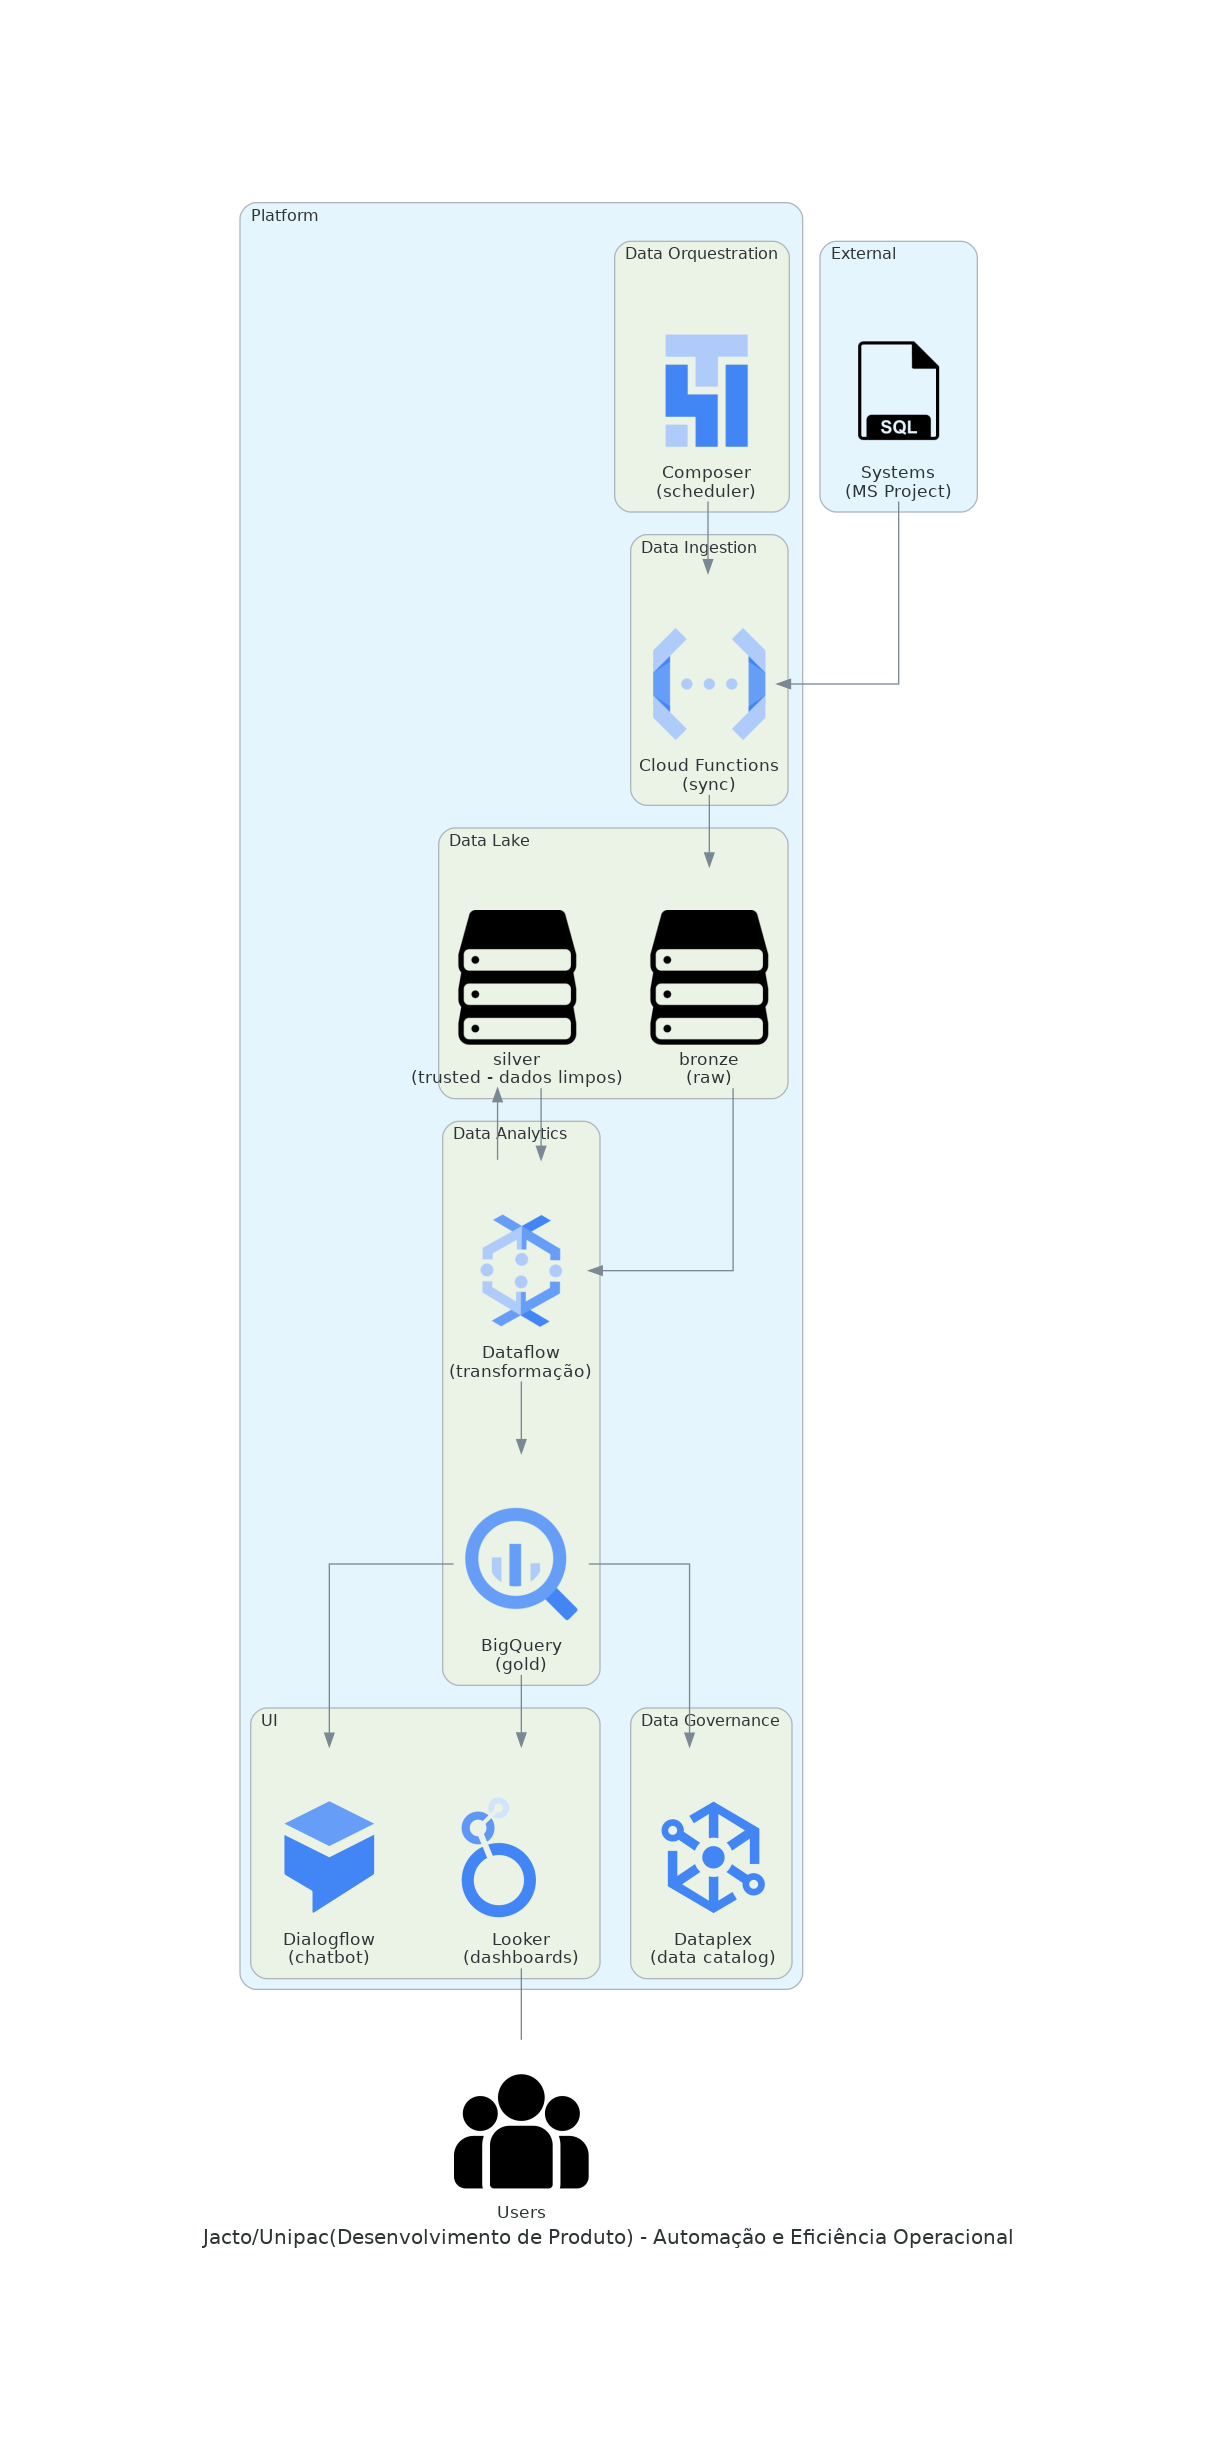 Platform
Data Orquestration
External
SQL
Composer
(scheduler)
Systems
(MS Project)
Data Ingestion
Cloud Functions
(sync)
Data Lake
silver
(trusted - dados limpos)
bronze
(raw)
Data Analytics
Dataflow
(transformação)
BigQuery
(gold)
UI
Data Governance
Dialogflow
(chatbot)
Looker
(dashboards)
Dataplex
(data catalog)
Users
Jacto/Unipac(Desenvolvimento de Produto) - Automação e Eficiência Operacional